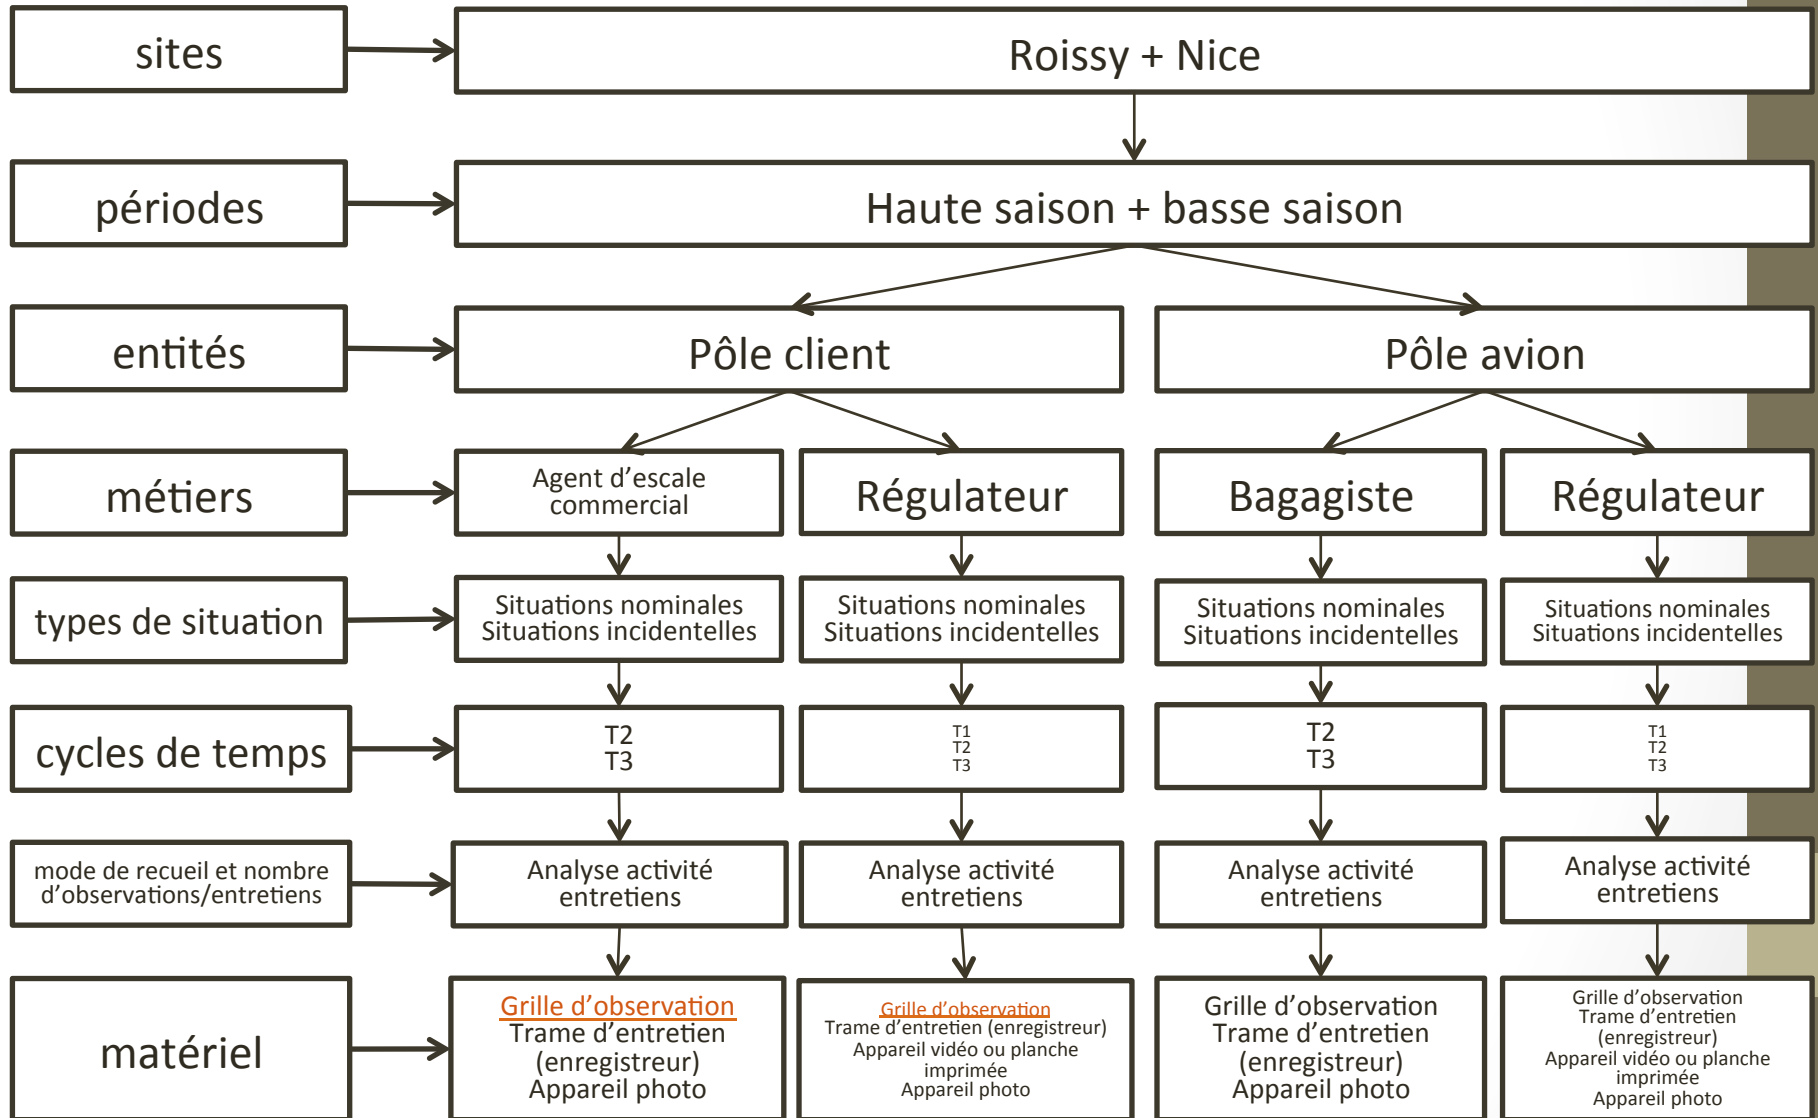 sites
Roissy + Nice
périodes
Haute saison + basse saison
entités
Pôle client
Pôle avion
métiers
Agent d’escale
commercial
Régulateur
Bagagiste
Régulateur
types de situation
Situations nominales
Situations incidentelles
Situations nominales
Situations incidentelles
Situations nominales
Situations incidentelles
Situations nominales
Situations incidentelles
cycles de temps
T2
T3
T1
T2
T3
T2
T3
T1
T2
T3
mode de recueil et nombre
d’observations/entretiens
Analyse activité
entretiens
Analyse activité
entretiens
Analyse activité
entretiens
Analyse activité
entretiens
matériel
Grille d’observation
Trame d’entretien
(enregistreur)
Appareil photo
Grille d’observation
Trame d’entretien (enregistreur)
Appareil vidéo ou planche
imprimée
Appareil photo
Grille d’observation
Trame d’entretien
(enregistreur)
Appareil photo
Grille d’observation
Trame d’entretien
(enregistreur)
Appareil vidéo ou planche
imprimée
Appareil photo